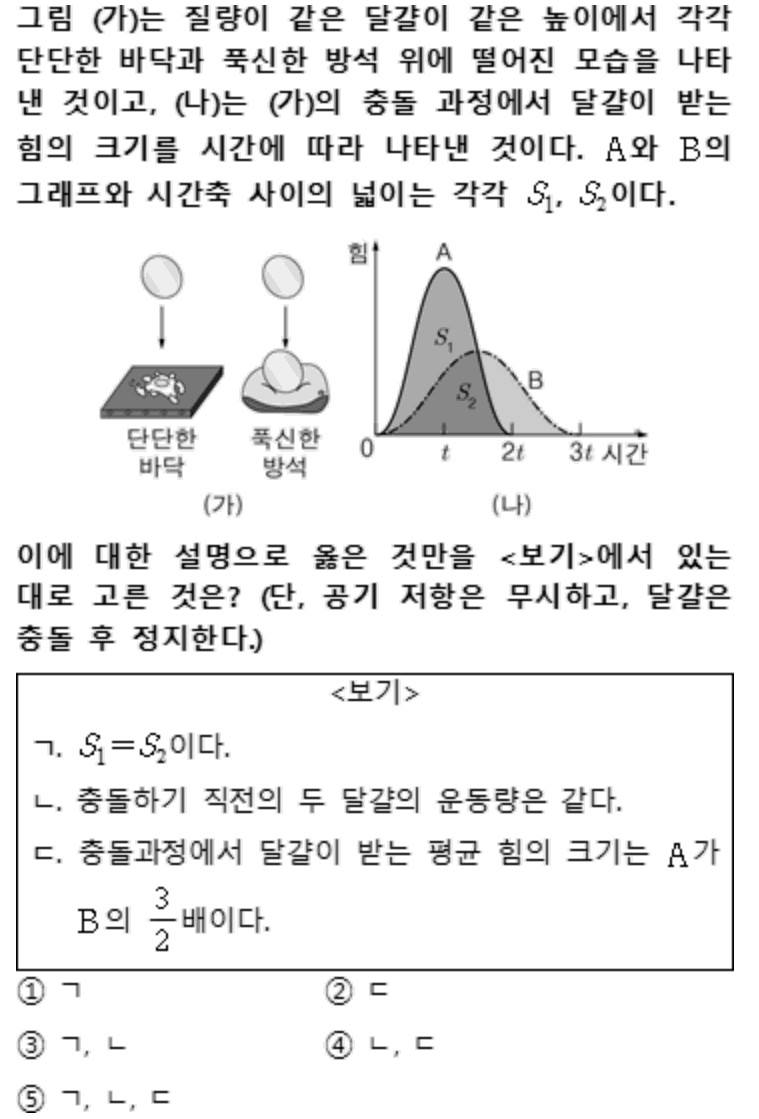 그림 (가)는 질량이 같은 달걀이 같은 높이에서 각각
단단한 바닥과 푹신한 방석 위에 떨어진 모습을 나타
낸 것이고, (나)는 (가)의 충돌 과정에서 달걀이 받는
힘의 크기를 시간에 따라 나타낸 것이다. A와 B의
그래프와 시간축 사이의 넓이는 각각 S₁, S₂이다.
힘 A
S₁
B
S₂
0 t 2t 3t 시간
단단한 푹신한
바닥 방석
(가) (나)
이에 대한 설명으로 옳은 것만을 <보기>에서 있는
대로 고른 것은? (단, 공기 저항은 무시하고, 달걀은
충돌 후 정지한다.)
<보기>
ㄱ. S₁=S₂이다.
ㄴ. 충돌하기 직전의 두 달걀의 운동량은 같다.
ㄷ. 충돌과정에서 달걀이 받는 평균 힘의 크기는 A가
B의 3/2배이다.
① ㄱ ② ㄷ
③ ㄱ, ㄴ ④ ㄴ, ㄷ
⑤ ㄱ, ㄴ, ㄷ